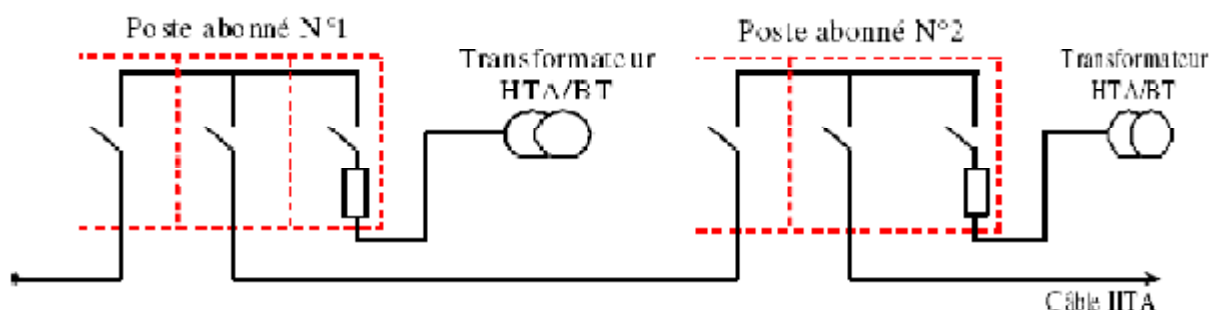 Poste abonné N°1
Transformateur
HTA/BT
Poste abonné N°2
Transformateur
HTA/BT
Câble HTA